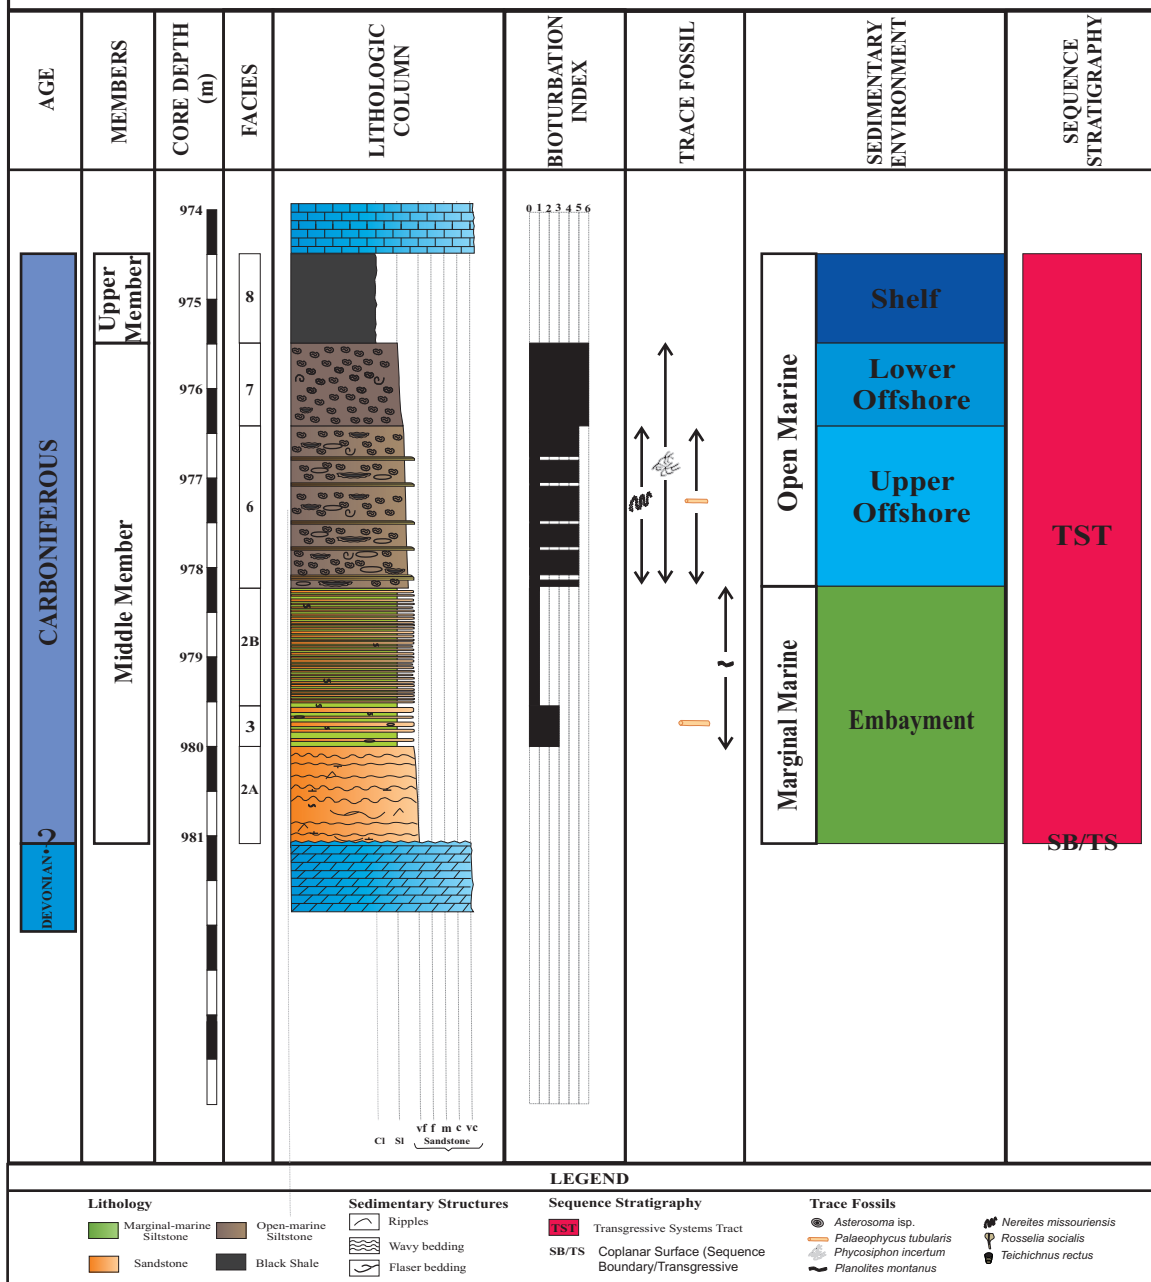 AGE
MEMBERS
CORE DEPTH
(m)
FACIES
LITHOLOGIC
COLUMN
BIOTURBATION
INDEX
TRACE FOSSIL
SEDIMENTARY
ENVIRONMENT
SEQUENCE
STRATIGRAPHY
974
975
976
977
978
979
980
981
CARBONIFEROUS
?
DEVONIAN
Upper
Member
Middle Member
8
7
6
2B
3
2A
0 1 2 3 4 5 6
Open Marine
Marginal Marine
Shelf
Lower
Offshore
Upper
Offshore
Embayment
TST
SB/TS
vf f m c vc
Cl Sl Sandstone
LEGEND
Lithology
Marginal-marine
Siltstone
Open-marine
Siltstone
Sandstone
Black Shale
Sedimentary Structures
Ripples
Wavy bedding
Flaser bedding
Sequence Stratigraphy
TST Transgressive Systems Tract
SB/TS Coplanar Surface (Sequence
Boundary/Transgressive
Trace Fossils
Asterosoma isp.
Palaeophycus tubularis
Phycosiphon incertum
Planolites montanus
Nereites missouriensis
Rosselia socialis
Teichichnus rectus